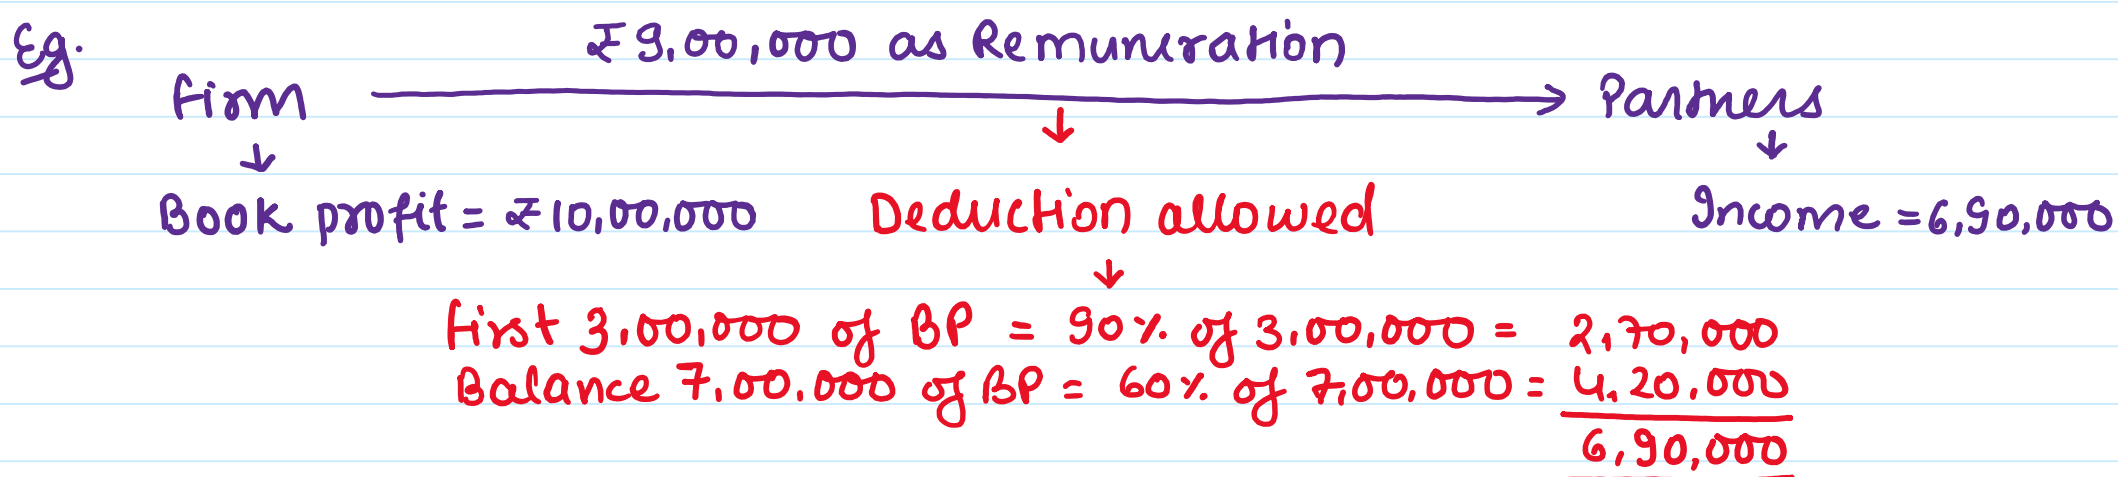 Eg.
₹9,00,000 as Remuneration
Firm → Partners
↓ ↓ ↓
Book profit = ₹10,00,000 Deduction allowed Income = 6,90,000
↓
First 3,00,000 of BP = 90% of 3,00,000 = 2,70,000
Balance 7,00,000 of BP = 60% of 7,00,000 = 4,20,000
6,90,000